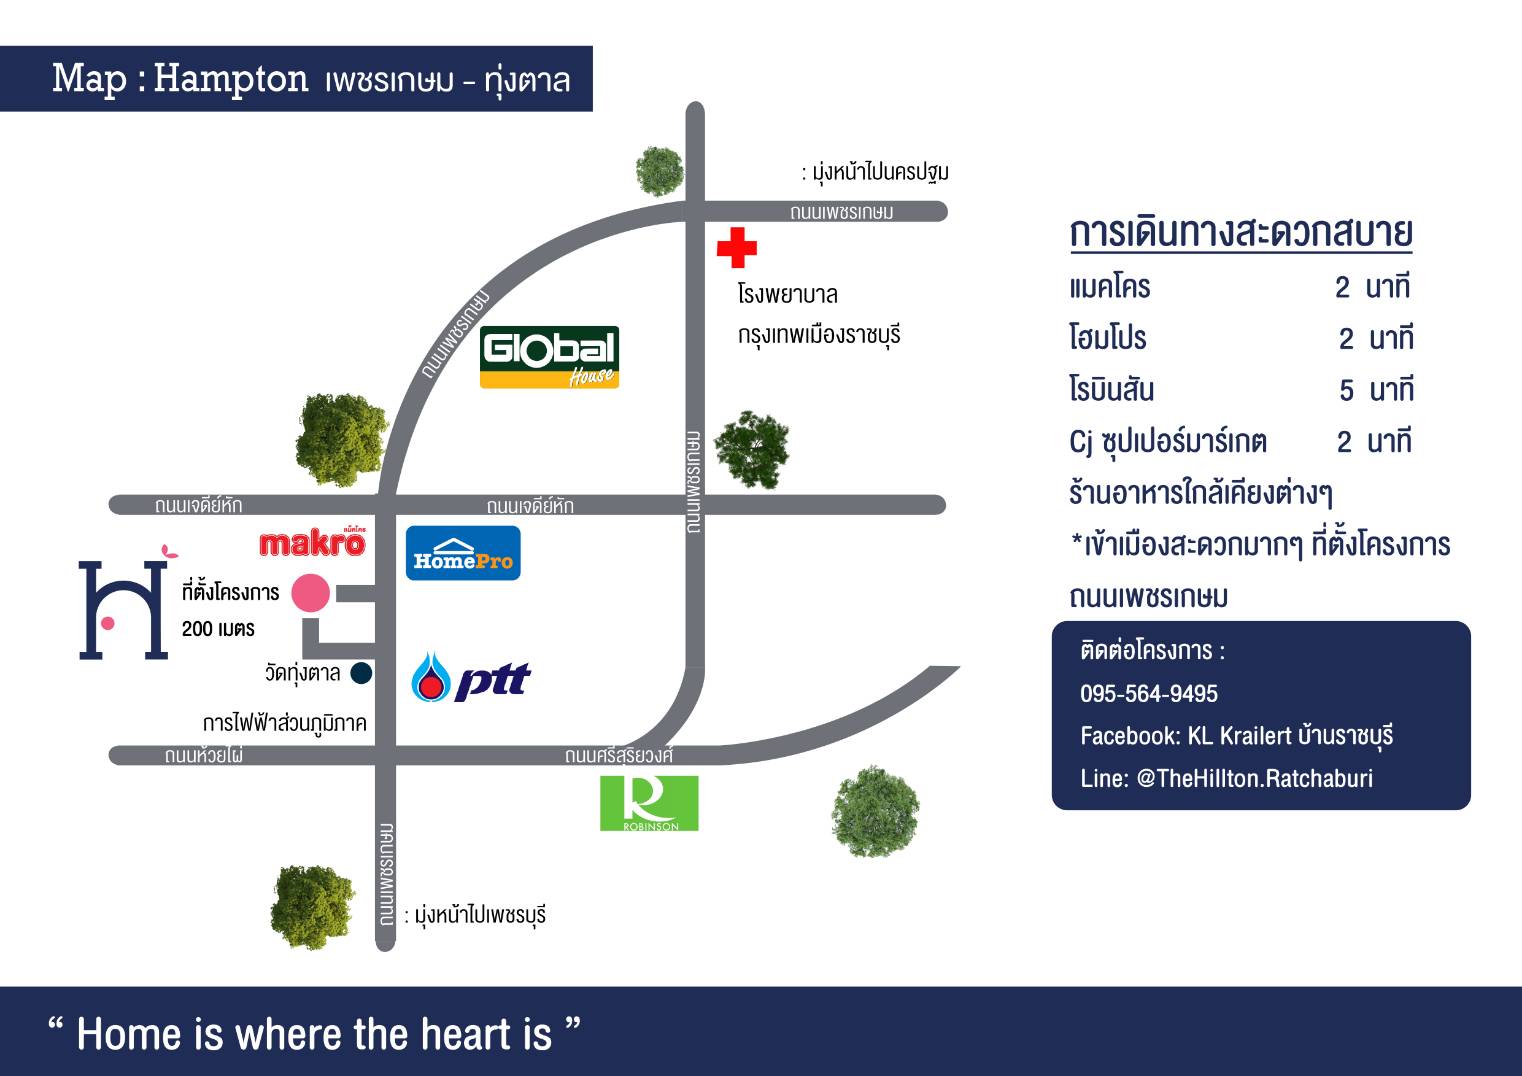 Map : Hampton เพชรเกษม - ทุ่งตาล
: มุ่งหน้าไปนครปฐม
ถนนเพชรเกษม
โรงพยาบาล
กรุงเทพเมืองราชบุรี
ถนนเพชรเกษม
Global
House
ถนนเพชรเกษม
ถนนเจดีย์หัก
ถนนเจดีย์หัก
แม็คโคร
makro
HomePro
H
ที่ตั้งโครงการ
200 เมตร
วัดทุ่งตาล
ptt
การไฟฟ้าส่วนภูมิภาค
ถนนห้วยไผ่
ถนนศรีสุริยวงศ์
R
ROBINSON
ถนนเพชรเกษม
: มุ่งหน้าไปเพชรบุรี
การเดินทางสะดวกสบาย
แมคโคร 2 นาที
โฮมโปร 2 นาที
โรบินสัน 5 นาที
Cj ซุปเปอร์มาร์เกต 2 นาที
ร้านอาหารใกล้เคียงต่างๆ
*เข้าเมืองสะดวกมากๆ ที่ตั้งโครงการ
ถนนเพชรเกษม
ติดต่อโครงการ :
095-564-9495
Facebook: KL Krailert บ้านราชบุรี
Line: @TheHillton.Ratchaburi
“ Home is where the heart is ”